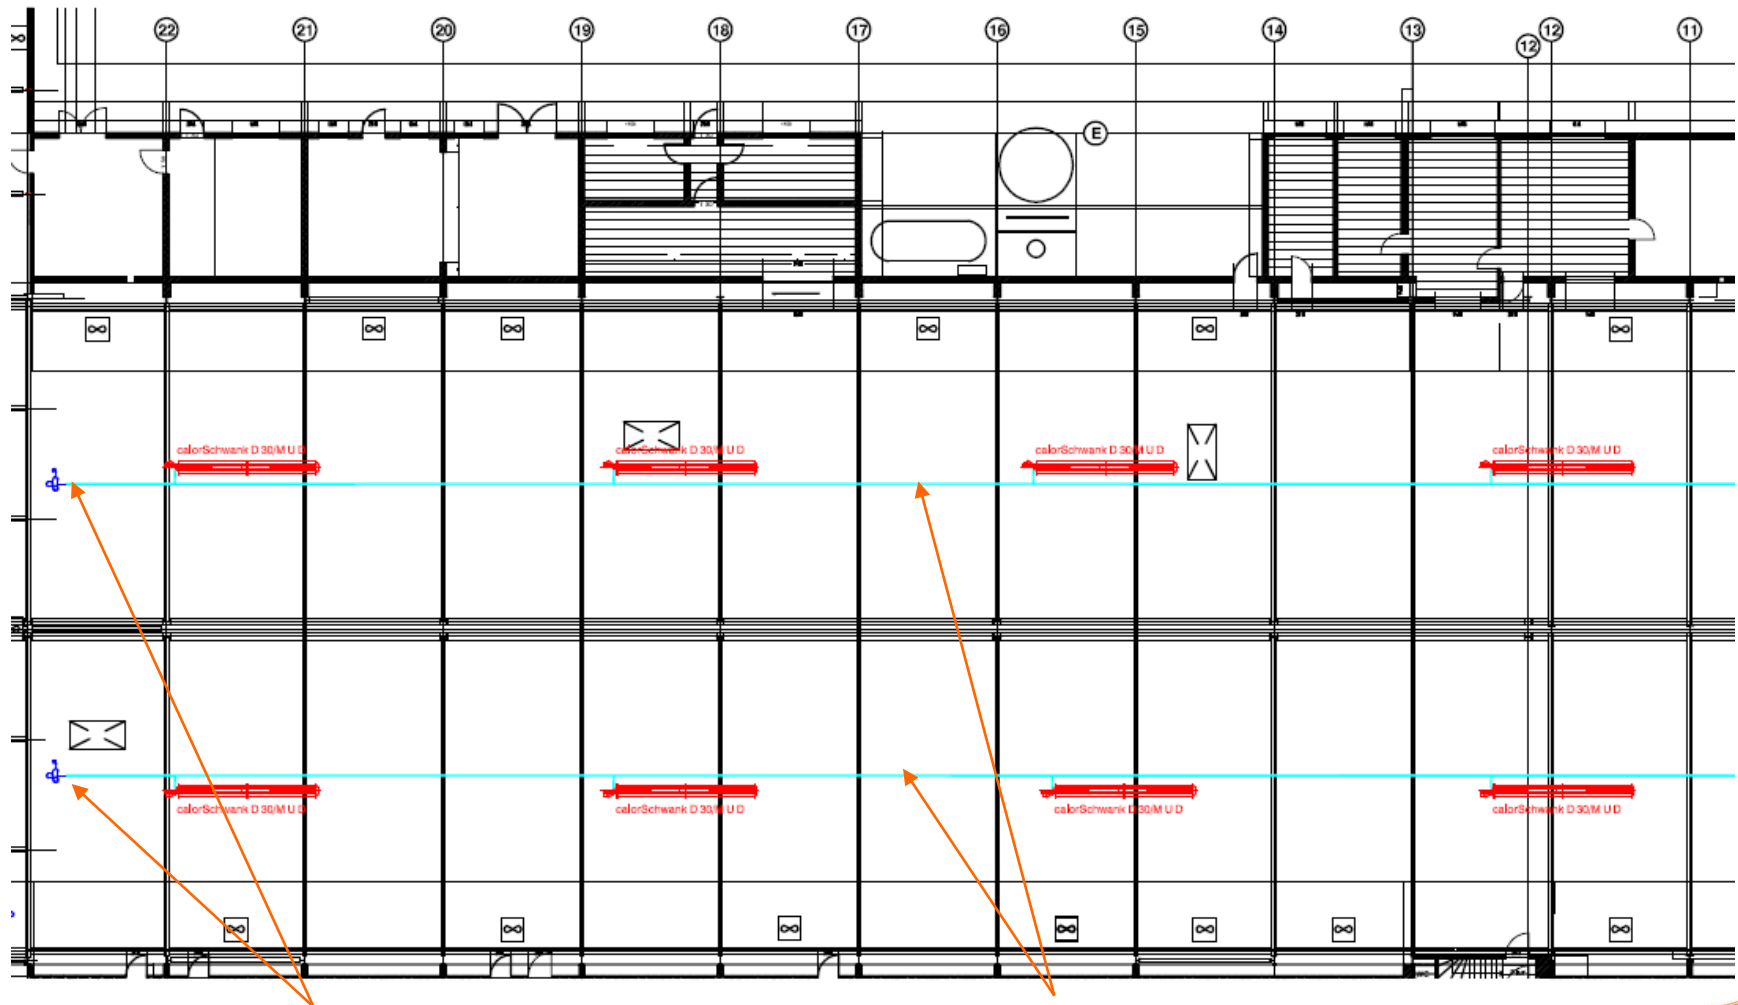 22 21 20 19 18 17 16 15 14 13 12 12 11
E
calorSchwank D 30/M U D calorSchwank D 30/M U D calorSchwank D 30/M U D calorSchwank D 30/M U D
calorSchwank D 30/M U D calorSchwank D 30/M U D calorSchwank D 30/M U D calorSchwank D 30/M U D